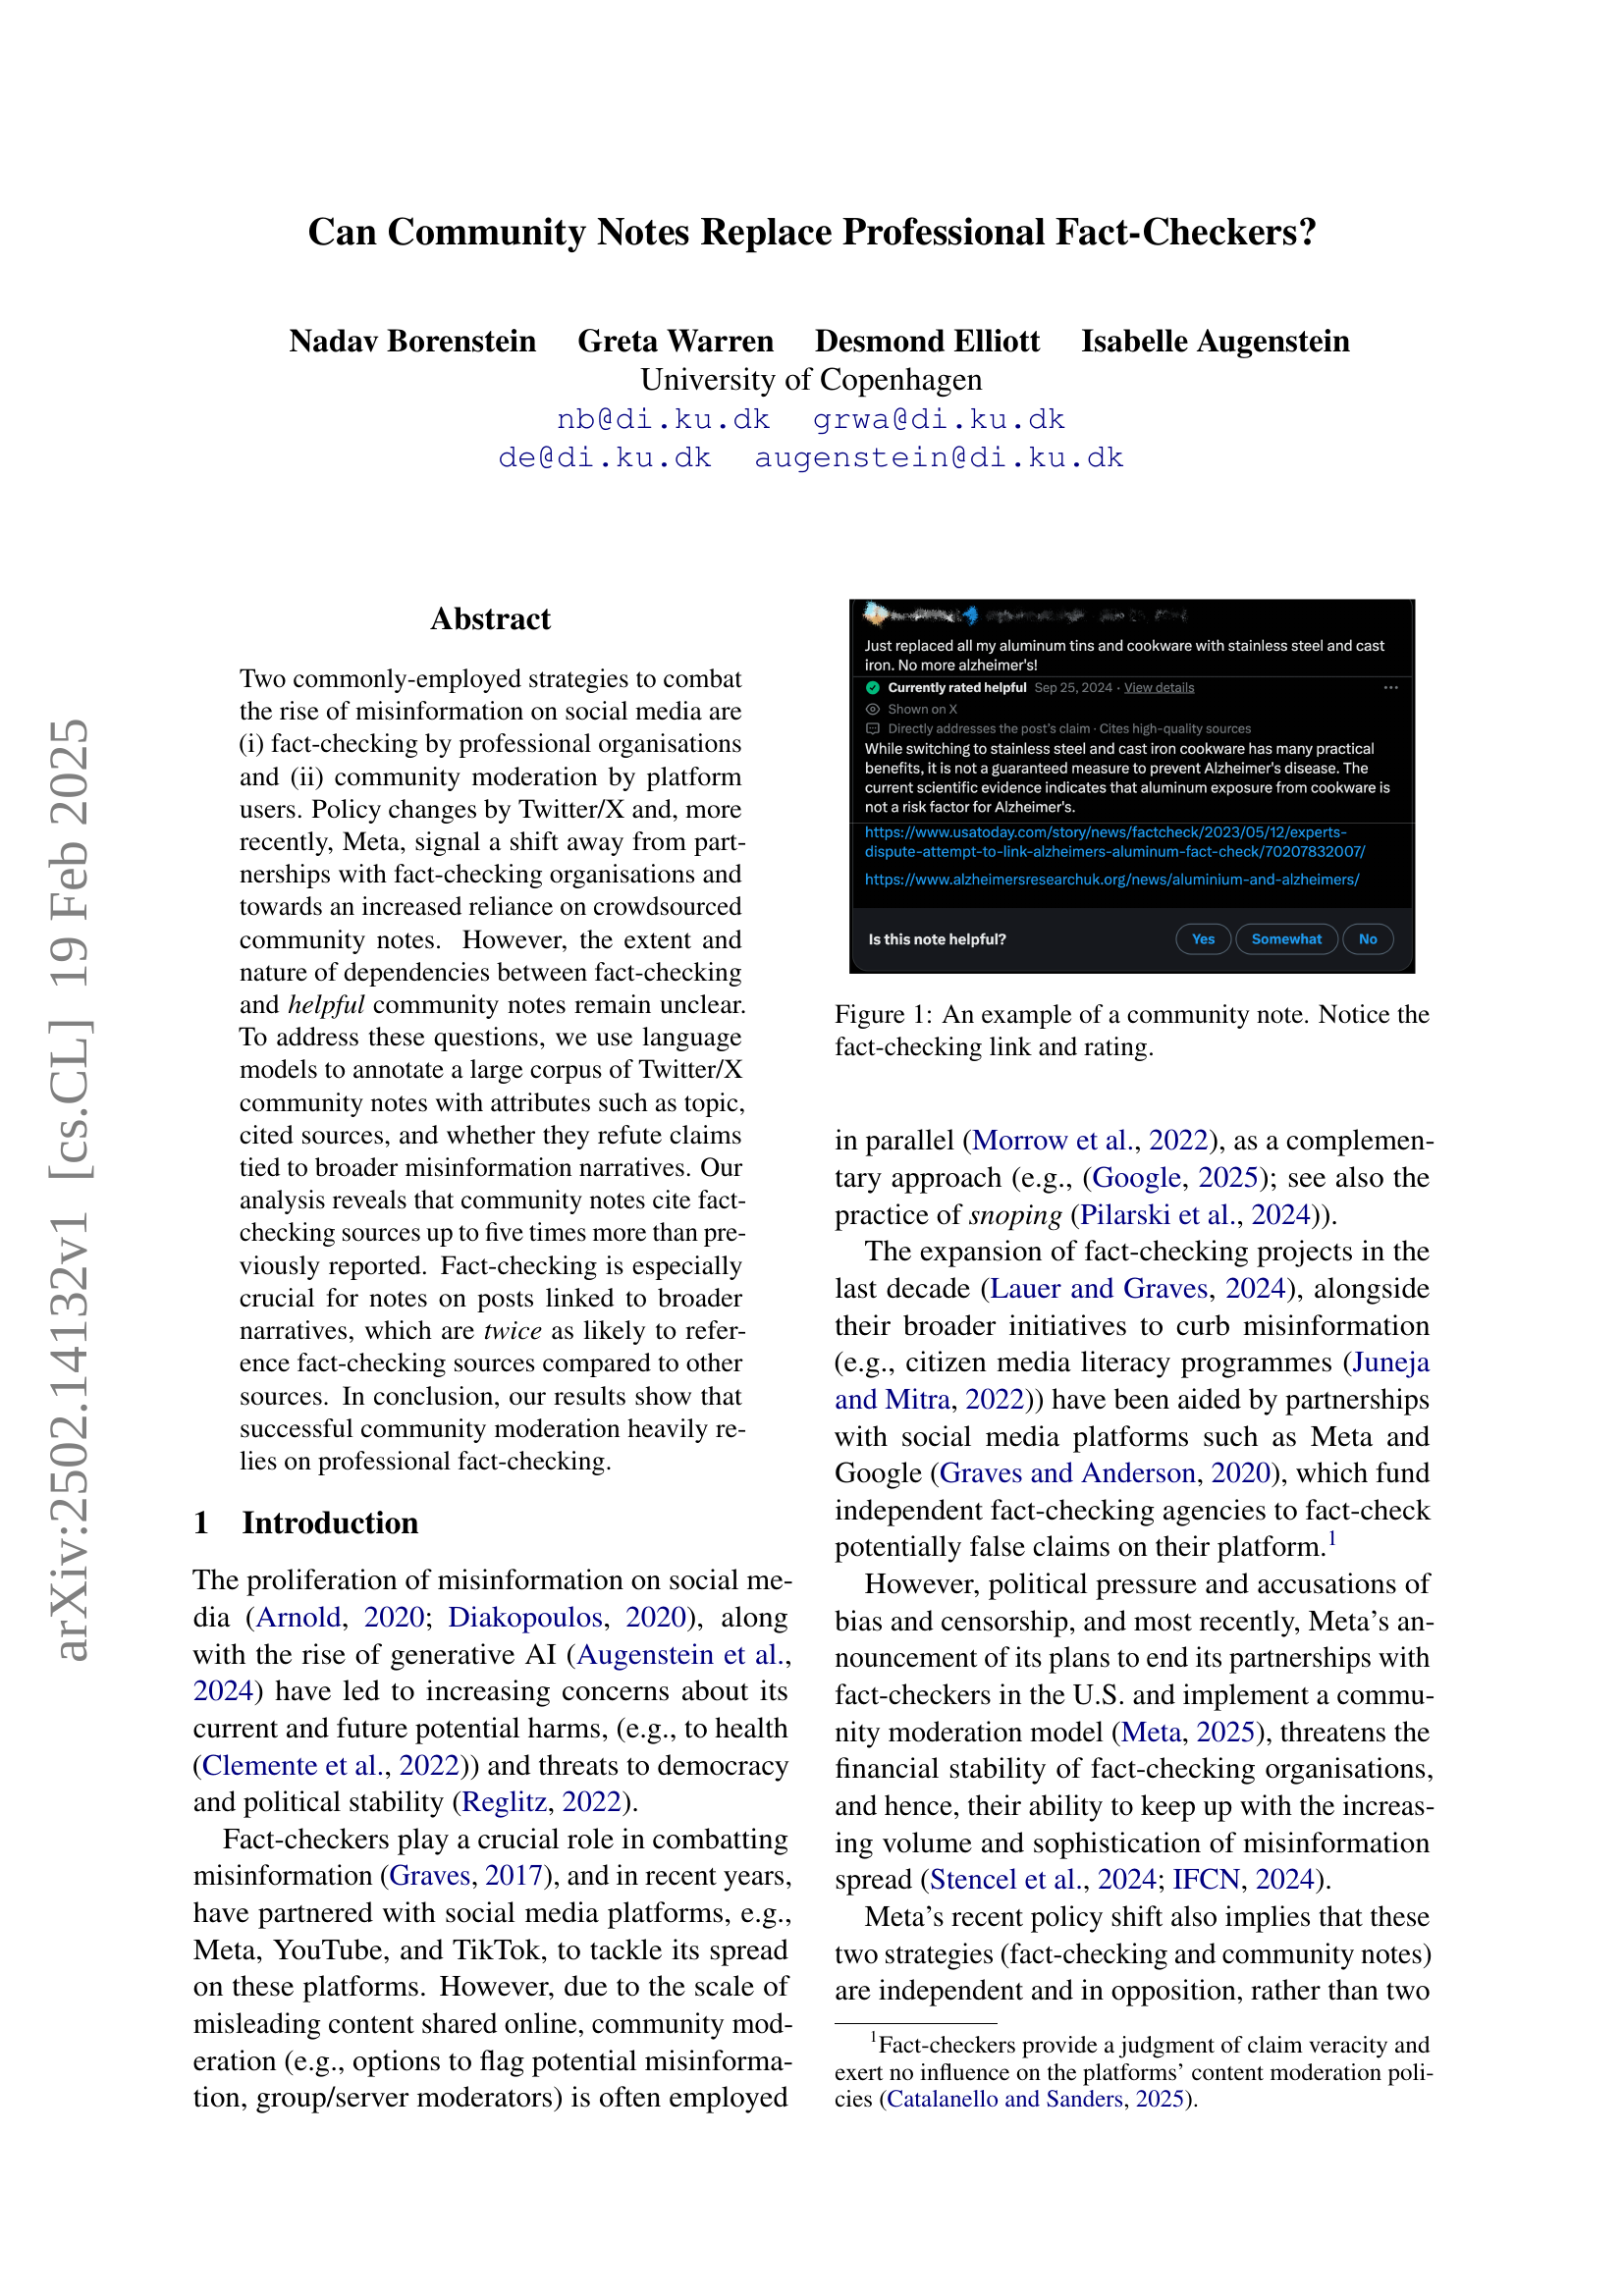 arXiv:2502.14132v1 [cs.CL] 19 Feb 2025
Can Community Notes Replace Professional Fact-Checkers?
Nadav Borenstein Greta Warren Desmond Elliott Isabelle Augenstein
University of Copenhagen
nb@di.ku.dk grwa@di.ku.dk
de@di.ku.dk augenstein@di.ku.dk
Abstract
Two commonly-employed strategies to combat
the rise of misinformation on social media are
(i) fact-checking by professional organisations
and (ii) community moderation by platform
users. Policy changes by Twitter/X and, more
recently, Meta, signal a shift away from part-
nerships with fact-checking organisations and
towards an increased reliance on crowdsourced
community notes. However, the extent and
nature of dependencies between fact-checking
and helpful community notes remain unclear.
To address these questions, we use language
models to annotate a large corpus of Twitter/X
community notes with attributes such as topic,
cited sources, and whether they refute claims
tied to broader misinformation narratives. Our
analysis reveals that community notes cite fact-
checking sources up to five times more than pre-
viously reported. Fact-checking is especially
crucial for notes on posts linked to broader
narratives, which are twice as likely to refer-
ence fact-checking sources compared to other
sources. In conclusion, our results show that
successful community moderation heavily re-
lies on professional fact-checking.
1 Introduction
The proliferation of misinformation on social me-
dia (Arnold, 2020; Diakopoulos, 2020), along
with the rise of generative AI (Augenstein et al.,
2024) have led to increasing concerns about its
current and future potential harms, (e.g., to health
(Clemente et al., 2022)) and threats to democracy
and political stability (Reglitz, 2022).
Fact-checkers play a crucial role in combatting
misinformation (Graves, 2017), and in recent years,
have partnered with social media platforms, e.g.,
Meta, YouTube, and TikTok, to tackle its spread
on these platforms. However, due to the scale of
misleading content shared online, community mod-
eration (e.g., options to flag potential misinforma-
tion, group/server moderators) is often employed
Just replaced all my aluminum tins and cookware with stainless steel and cast
iron. No more alzheimer's!
Currently rated helpful Sep 25, 2024 · View details
Shown on X
Directly addresses the post's claim · Cites high-quality sources
While switching to stainless steel and cast iron cookware has many practical
benefits, it is not a guaranteed measure to prevent Alzheimer's disease. The
current scientific evidence indicates that aluminum exposure from cookware is
not a risk factor for Alzheimer's.
https://www.usatoday.com/story/news/factcheck/2023/05/12/experts-
dispute-attempt-to-link-alzheimers-aluminum-fact-check/70207832007/
https://www.alzheimersresearchuk.org/news/aluminium-and-alzheimers/
Is this note helpful? Yes Somewhat No
Figure 1: An example of a community note. Notice the
fact-checking link and rating.
in parallel (Morrow et al., 2022), as a complemen-
tary approach (e.g., (Google, 2025); see also the
practice of snoping (Pilarski et al., 2024)).
The expansion of fact-checking projects in the
last decade (Lauer and Graves, 2024), alongside
their broader initiatives to curb misinformation
(e.g., citizen media literacy programmes (Juneja
and Mitra, 2022)) have been aided by partnerships
with social media platforms such as Meta and
Google (Graves and Anderson, 2020), which fund
independent fact-checking agencies to fact-check
potentially false claims on their platform.1
However, political pressure and accusations of
bias and censorship, and most recently, Meta's an-
nouncement of its plans to end its partnerships with
fact-checkers in the U.S. and implement a commu-
nity moderation model (Meta, 2025), threatens the
financial stability of fact-checking organisations,
and hence, their ability to keep up with the increas-
ing volume and sophistication of misinformation
spread (Stencel et al., 2024; IFCN, 2024).
Meta's recent policy shift also implies that these
two strategies (fact-checking and community notes)
are independent and in opposition, rather than two
1Fact-checkers provide a judgment of claim veracity and
exert no influence on the platforms' content moderation poli-
cies (Catalanello and Sanders, 2025).